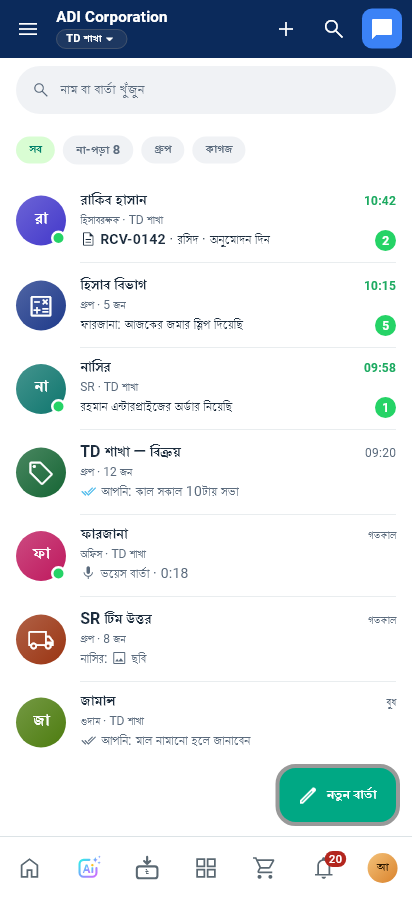 ADI Corporation
TD শাখা
নাম বা বার্তা খুঁজুন
সব না-পড়া 8 গ্রুপ কাগজ
রা রাকিব হাসান 10:42
হিসাবরক্ষক · TD শাখা
RCV-0142 · রসিদ · অনুমোদন দিন 2
হিসাব বিভাগ 10:15
গ্রুপ · 5 জন
ফারজানা: আজকের জমার স্লিপ দিয়েছি 5
না নাসির 09:58
SR · TD শাখা
রহমান এন্টারপ্রাইজের অর্ডার নিয়েছি 1
TD শাখা — বিক্রয় 09:20
গ্রুপ · 12 জন
আপনি: কাল সকাল 10টায় সভা
ফা ফারজানা গতকাল
অফিস · TD শাখা
ভয়েস বার্তা · 0:18
SR টিম উত্তর গতকাল
গ্রুপ · 8 জন
নাসির: ছবি
জা জামাল বুধ
গুদাম · TD শাখা
আপনি: মাল নামানো হলে জানাবেন
নতুন বার্তা
Ai ৳ 20 আ